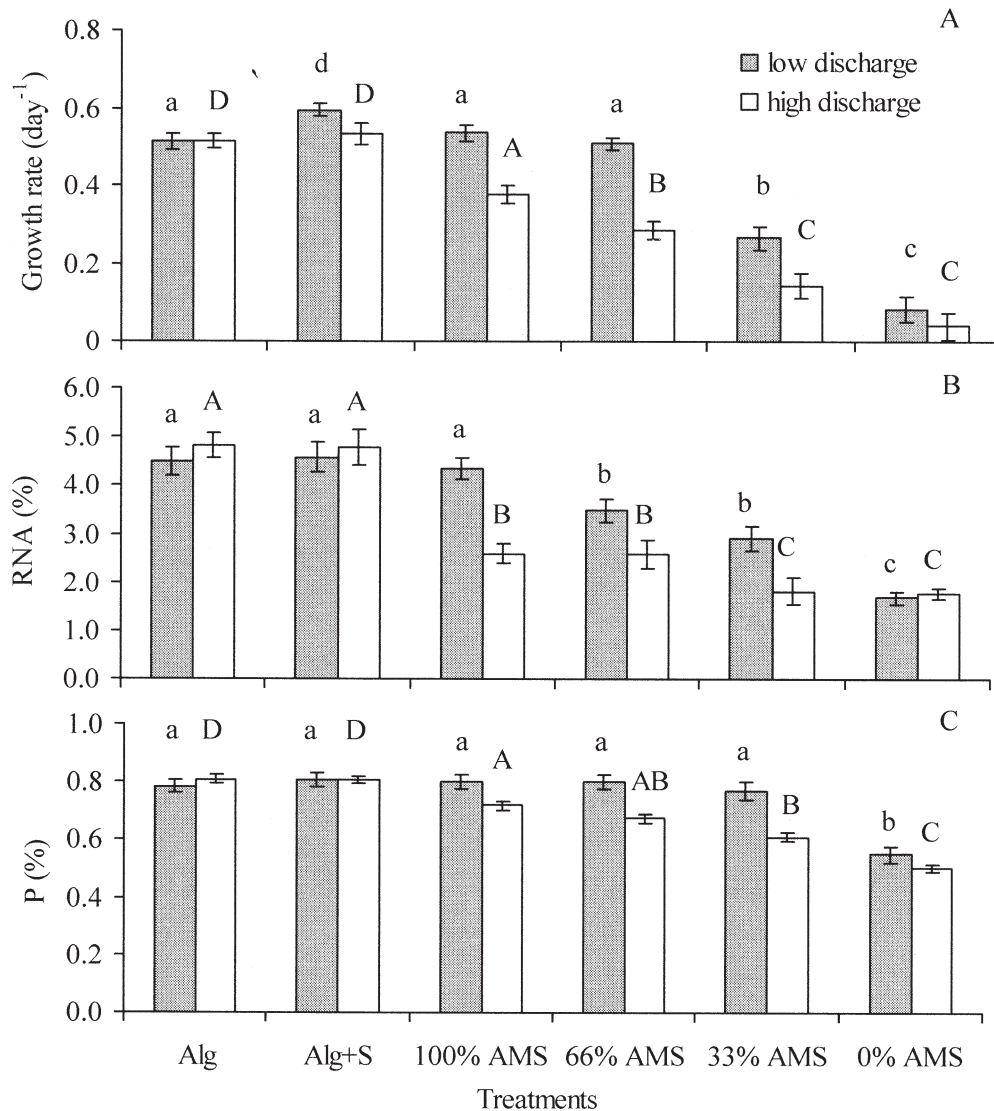 A
0.8
low discharge
high discharge
d
a D D a a
A
B
b
C
c C
0.6
0.4
0.2
0
Growth rate (day-1)
B
6.0
5.0
4.0
3.0
2.0
1.0
0.0
RNA (%)
a A a A a
B b B b C c C
C
1.0
0.8
0.6
0.4
0.2
0.0
P (%)
a D a D a A a AB a B b C
Alg Alg+S 100% AMS 66% AMS 33% AMS 0% AMS
Treatments